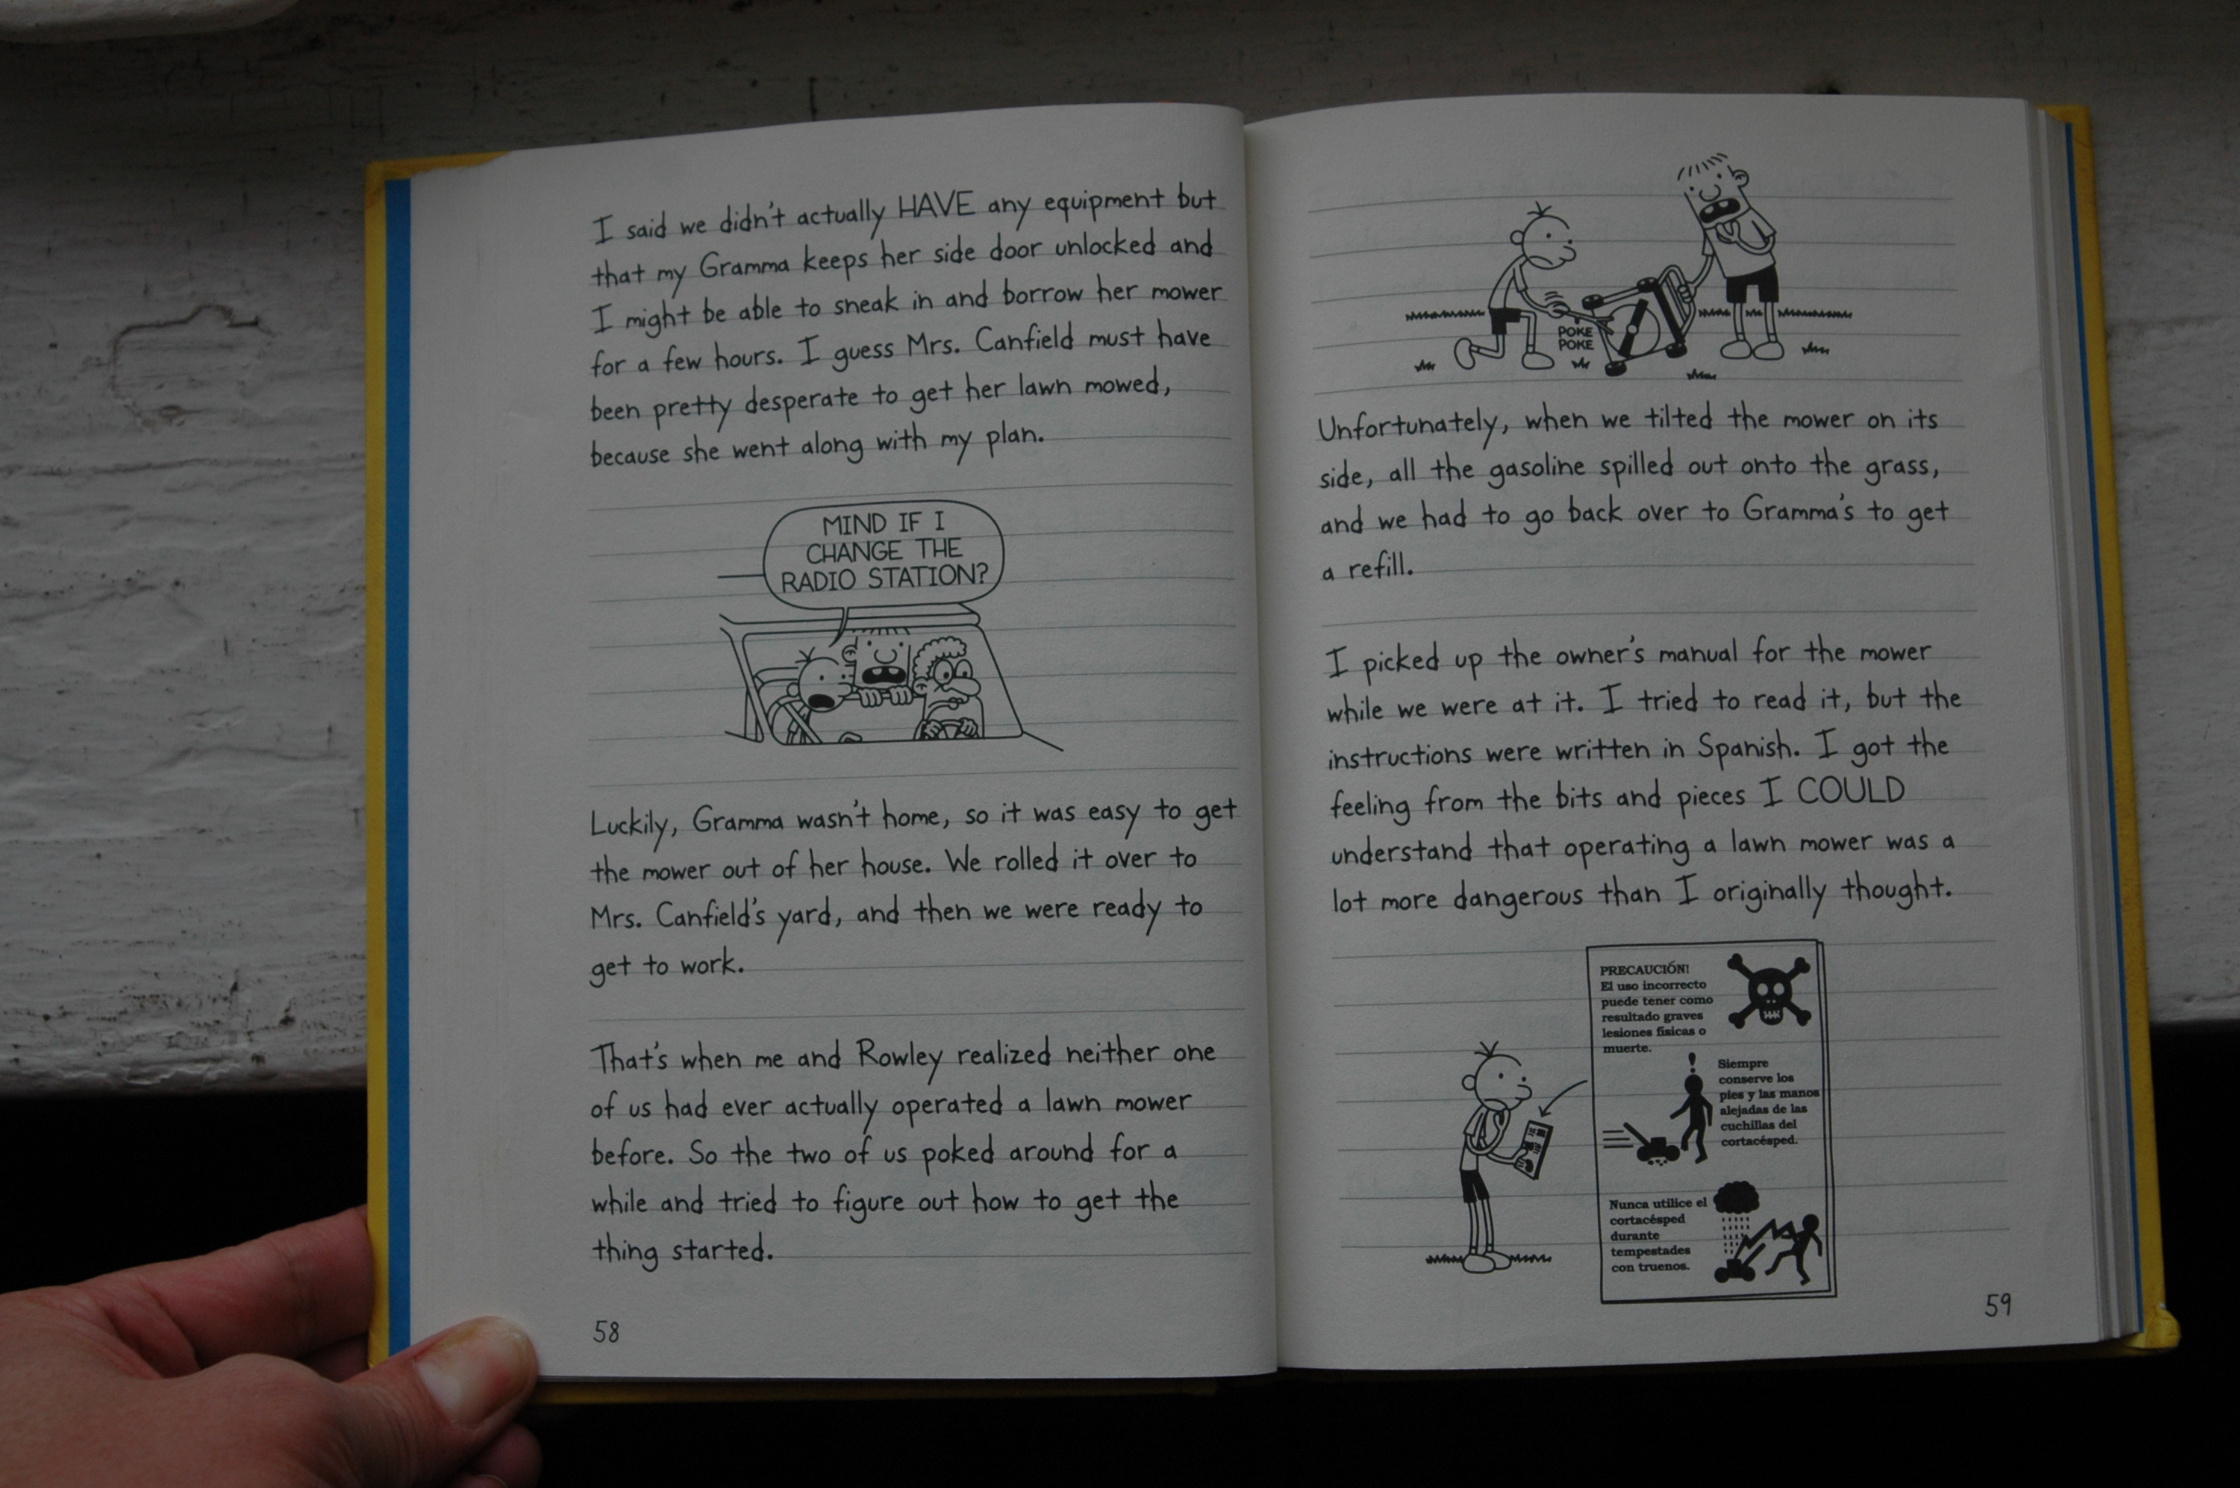 I said we didn't actually HAVE any equipment but
that my Gramma keeps her side door unlocked and
I might be able to sneak in and borrow her mower
for a few hours. I guess Mrs. Canfield must have
been pretty desperate to get her lawn mowed,
because she went along with my plan.
MIND IF I
CHANGE THE
RADIO STATION?
Luckily, Gramma wasn't home, so it was easy to get
the mower out of her house. We rolled it over to
Mrs. Canfield's yard, and then we were ready to
get to work.
That's when me and Rowley realized neither one
of us had ever actually operated a lawn mower
before. So the two of us poked around for a
while and tried to figure out how to get the
thing started.
58
POKE
POKE
Unfortunately, when we tilted the mower on its
side, all the gasoline spilled out onto the grass,
and we had to go back over to Gramma's to get
a refill.
I picked up the owner's manual for the mower
while we were at it. I tried to read it, but the
instructions were written in Spanish. I got the
feeling from the bits and pieces I COULD
understand that operating a lawn mower was a
lot more dangerous than I originally thought.
PRECAUCIÓN!
El uso incorrecto
puede tener como
resultado graves
lesiones físicas o
muerte.
!
Siempre
conserve los
pies y las manos
alejadas de las
cuchillas del
cortacésped.
Nunca utilice el
cortacésped
durante
tempestades
con truenos.
59